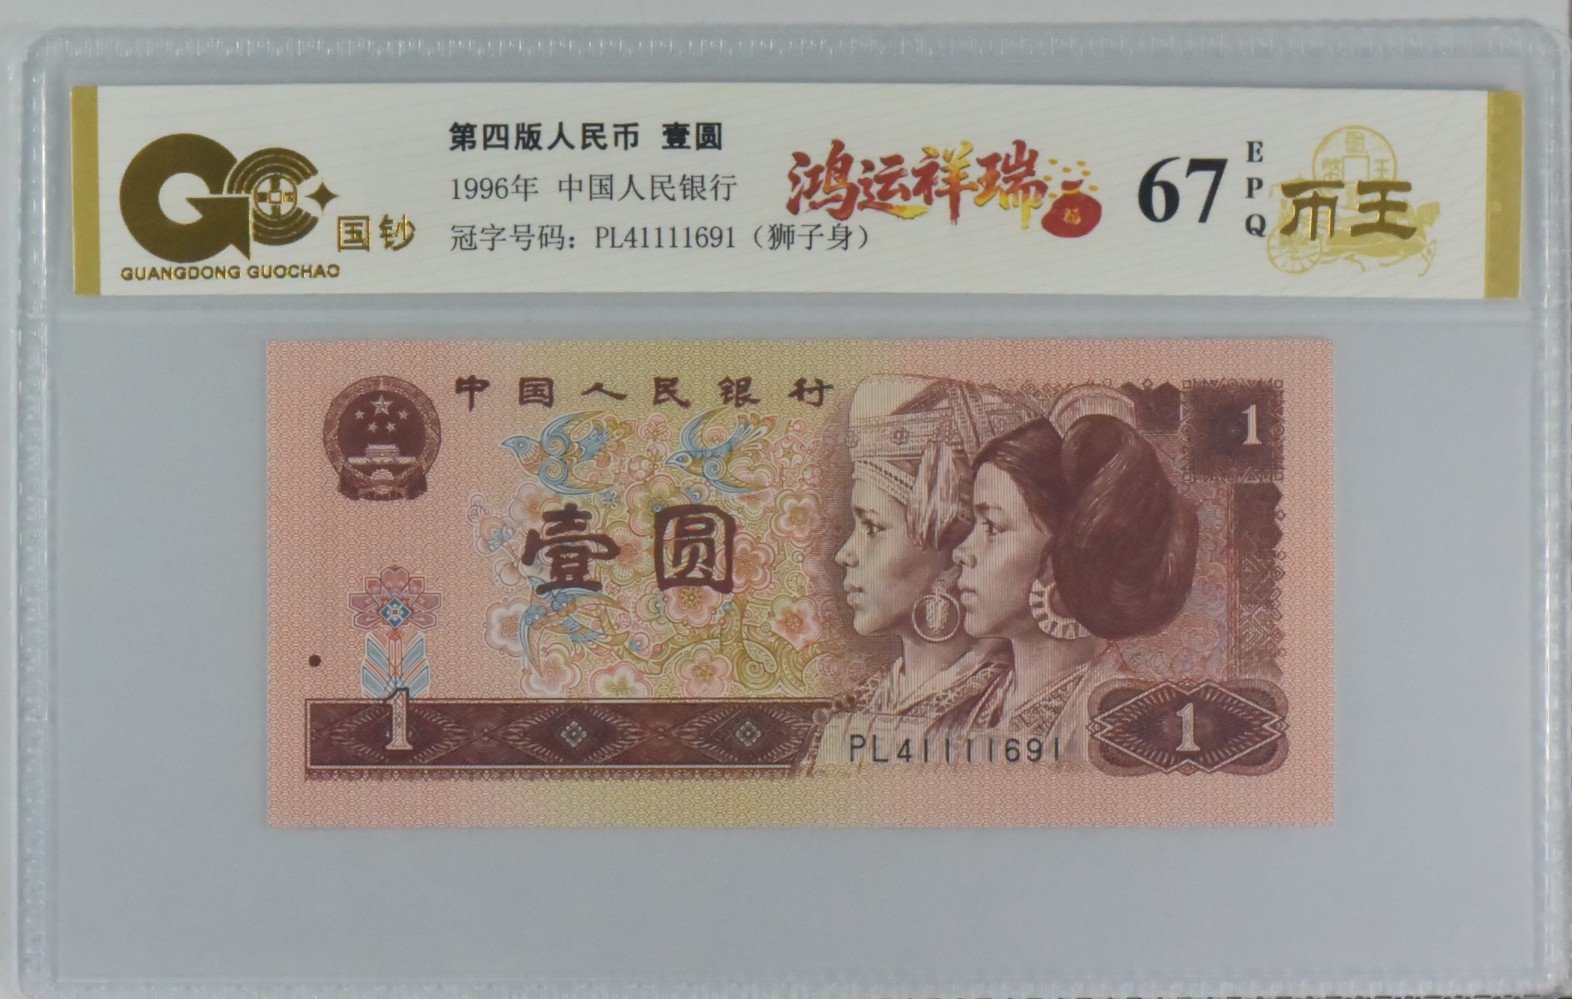 第四版人民币 壹圆
1996年 中国人民银行
冠字号码：PL41111691（狮子身）
国钞
GUANGDONG GUOCHAO
鸿运祥瑞
67
EPQ
币王
中国人民银行
1
壹圆
1
PL41111691
1